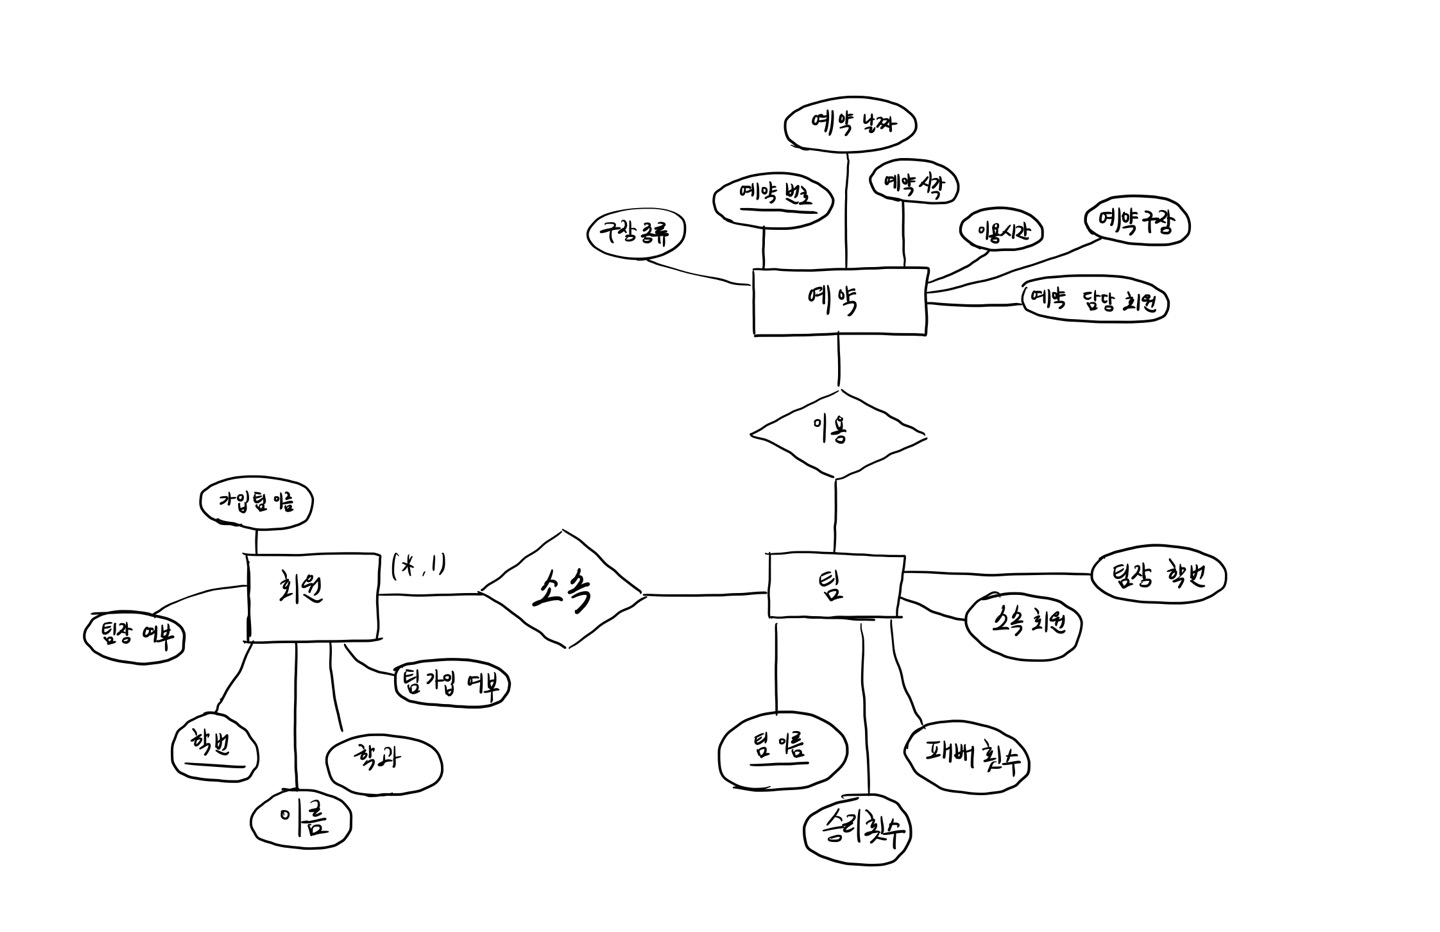 예약 날짜
예약 시각
예약 번호
구장 종류
이용시간
예약 구장
예약
예약 담당 회원
이용
가입 팀 이름
회원
(*,1)
소속
팀
팀장 학번
소속 회원
팀장 여부
팀 가입 여부
학번
학과
이름
팀 이름
패배 횟수
승리 횟수